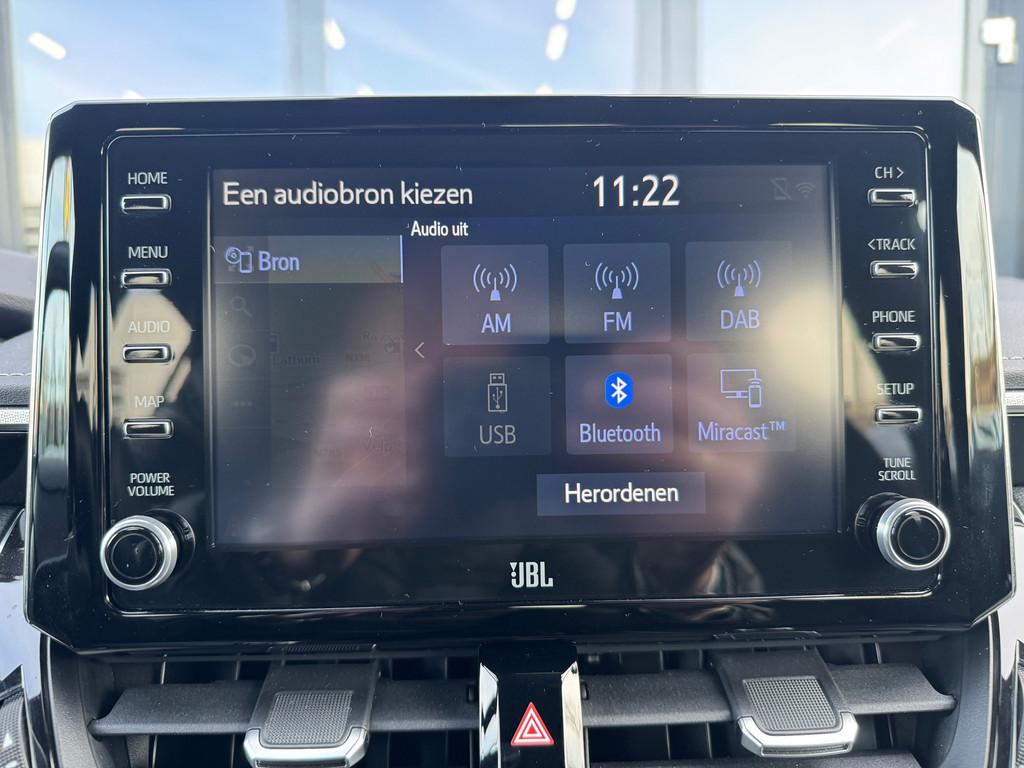 HOME
MENU
AUDIO
MAP
POWER
VOLUME
Een audiobron kiezen
11:22
Audio uit
Bron
AM
FM
DAB
USB
Bluetooth
Miracast™
Herordenen
JBL
CH >
<TRACK
PHONE
SETUP
TUNE
SCROLL